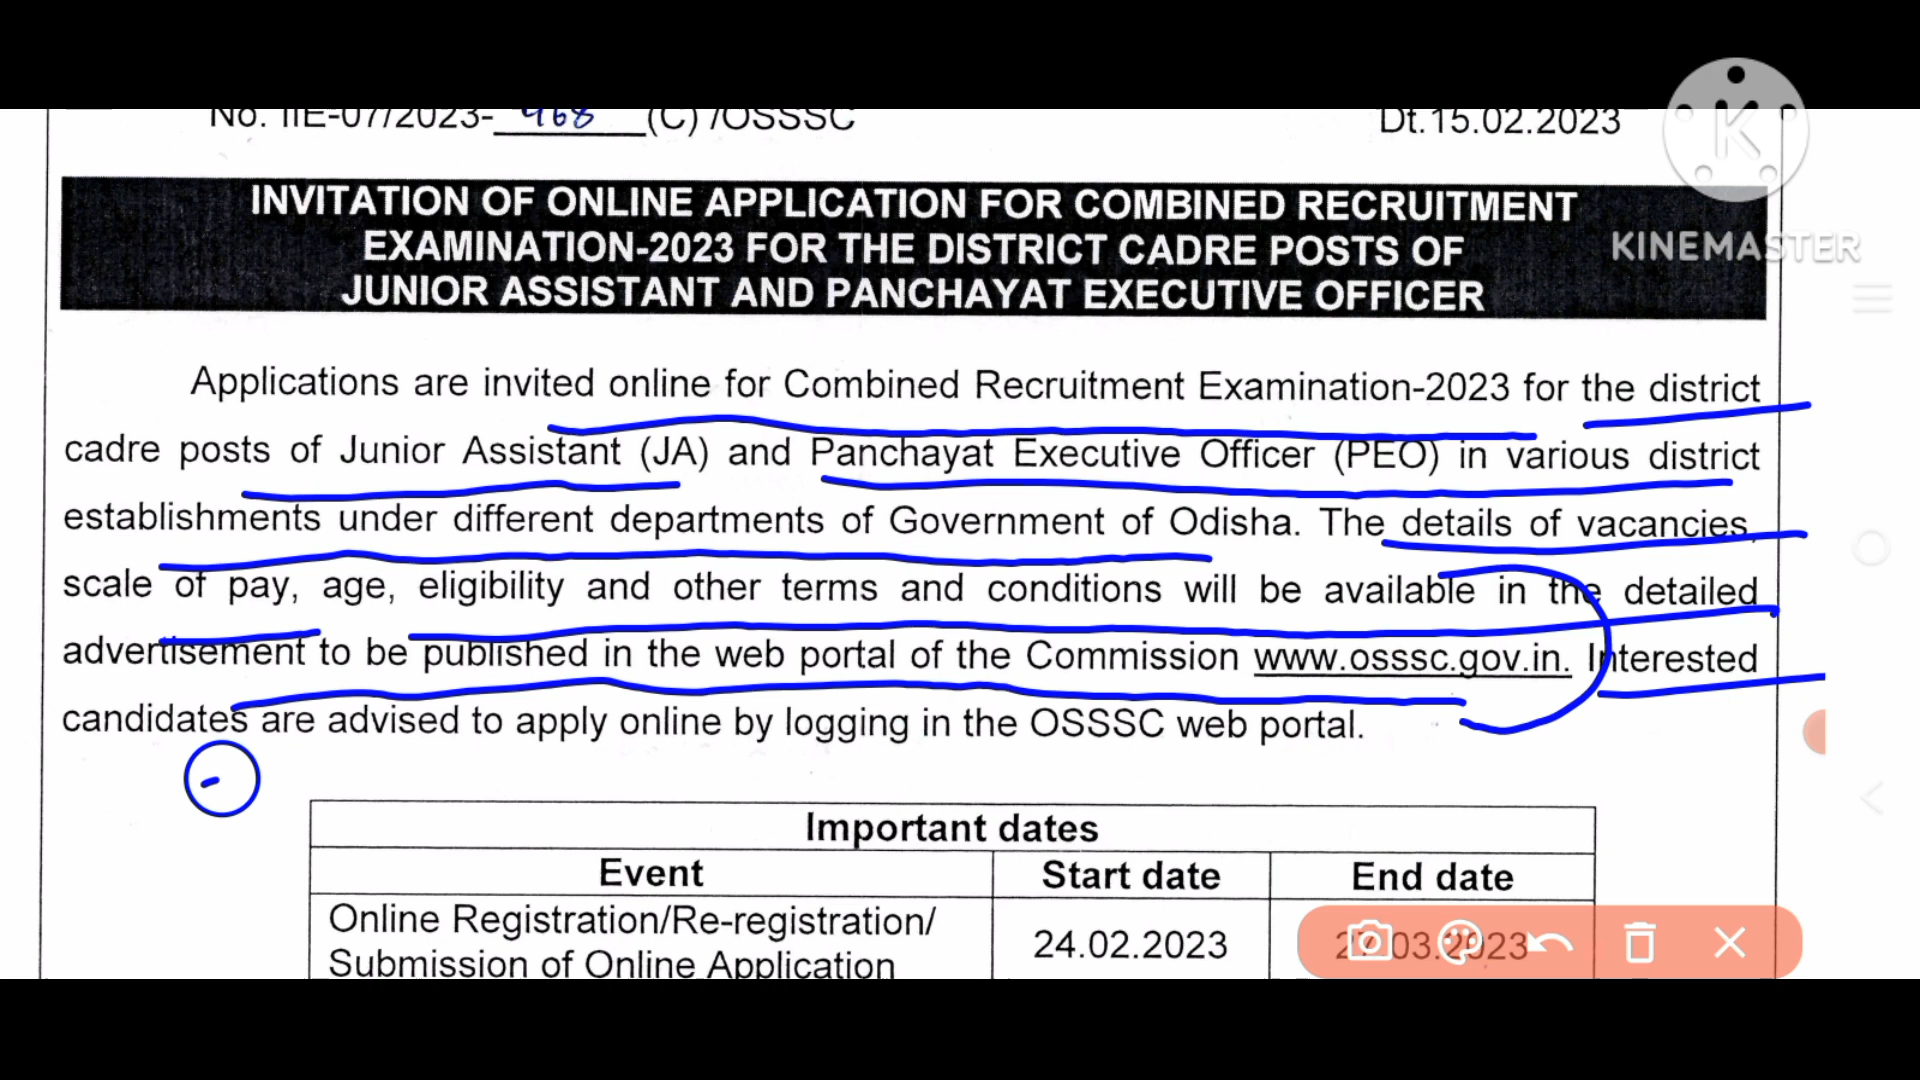 No. IIE-07/2023- 468 (C) /OSSSC Dt.15.02.2023
KINEMASTER
INVITATION OF ONLINE APPLICATION FOR COMBINED RECRUITMENT
EXAMINATION-2023 FOR THE DISTRICT CADRE POSTS OF
JUNIOR ASSISTANT AND PANCHAYAT EXECUTIVE OFFICER
Applications are invited online for Combined Recruitment Examination-2023 for the district
cadre posts of Junior Assistant (JA) and Panchayat Executive Officer (PEO) in various district
establishments under different departments of Government of Odisha. The details of vacancies,
scale of pay, age, eligibility and other terms and conditions will be available in the detailed
advertisement to be published in the web portal of the Commission www.osssc.gov.in. Interested
candidates are advised to apply online by logging in the OSSSC web portal.
Important dates
Event Start date End date
Online Registration/Re-registration/
Submission of Online Application 24.02.2023